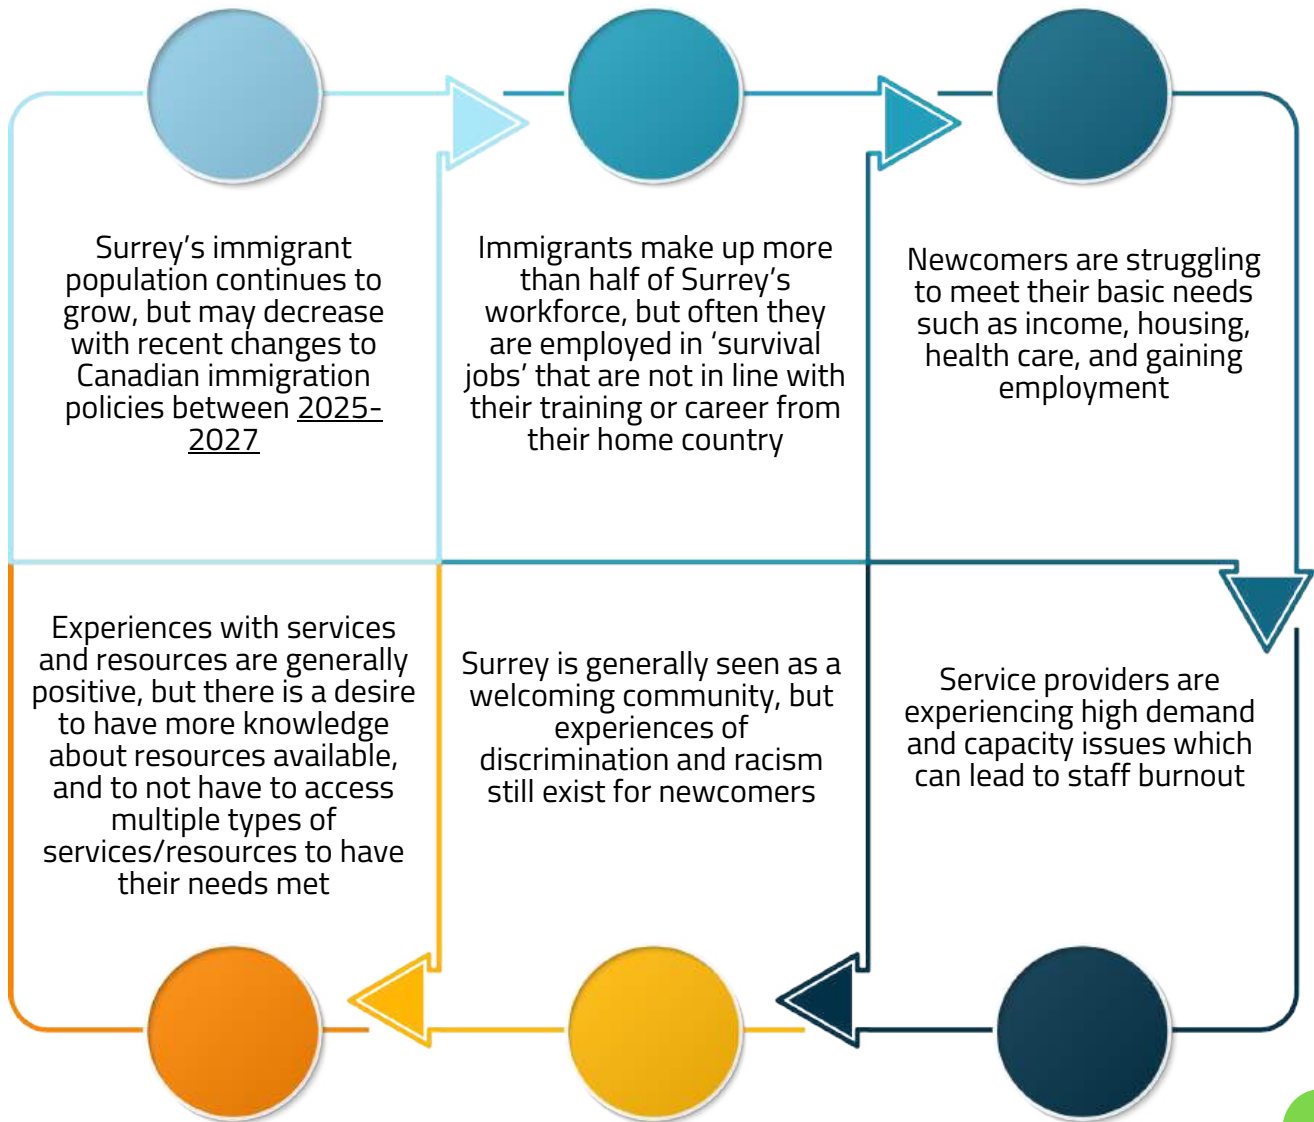 Surrey’s immigrant
population continues to
grow, but may decrease
with recent changes to
Canadian immigration
policies between 2025-
2027
Immigrants make up more
than half of Surrey’s
workforce, but often they
are employed in ‘survival
jobs’ that are not in line with
their training or career from
their home country
Newcomers are struggling
to meet their basic needs
such as income, housing,
health care, and gaining
employment
Service providers are
experiencing high demand
and capacity issues which
can lead to staff burnout
Surrey is generally seen as a
welcoming community, but
experiences of
discrimination and racism
still exist for newcomers
Experiences with services
and resources are generally
positive, but there is a desire
to have more knowledge
about resources available,
and to not have to access
multiple types of
services/resources to have
their needs met